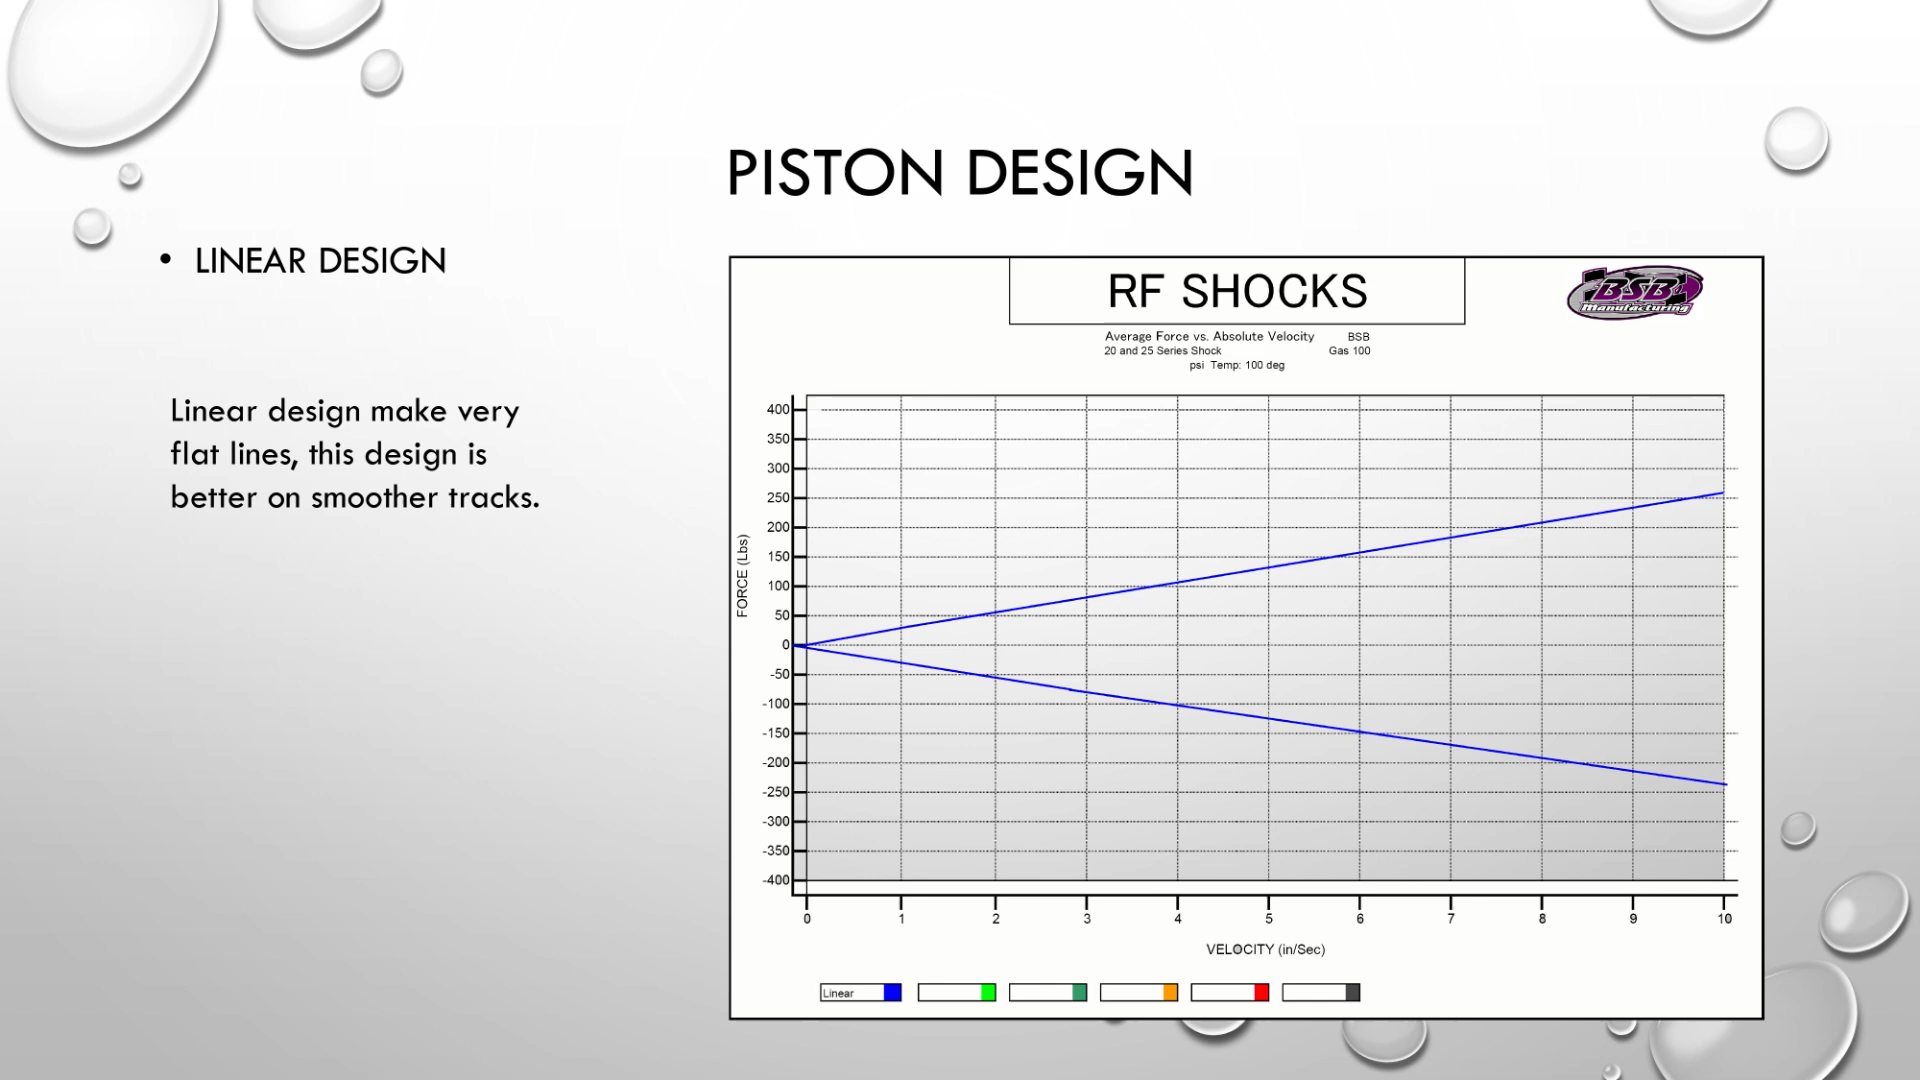 PISTON DESIGN
• LINEAR DESIGN
Linear design make very
flat lines, this design is
better on smoother tracks.
RF SHOCKS
BSB
Manufacturing
Average Force vs. Absolute Velocity BSB
20 and 25 Series Shock Gas 100
psi Temp: 100 deg
FORCE (Lbs)
400
350
300
250
200
150
100
50
0
-50
-100
-150
-200
-250
-300
-350
-400
0 1 2 3 4 5 6 7 8 9 10
VELOCITY (in/Sec)
Linear